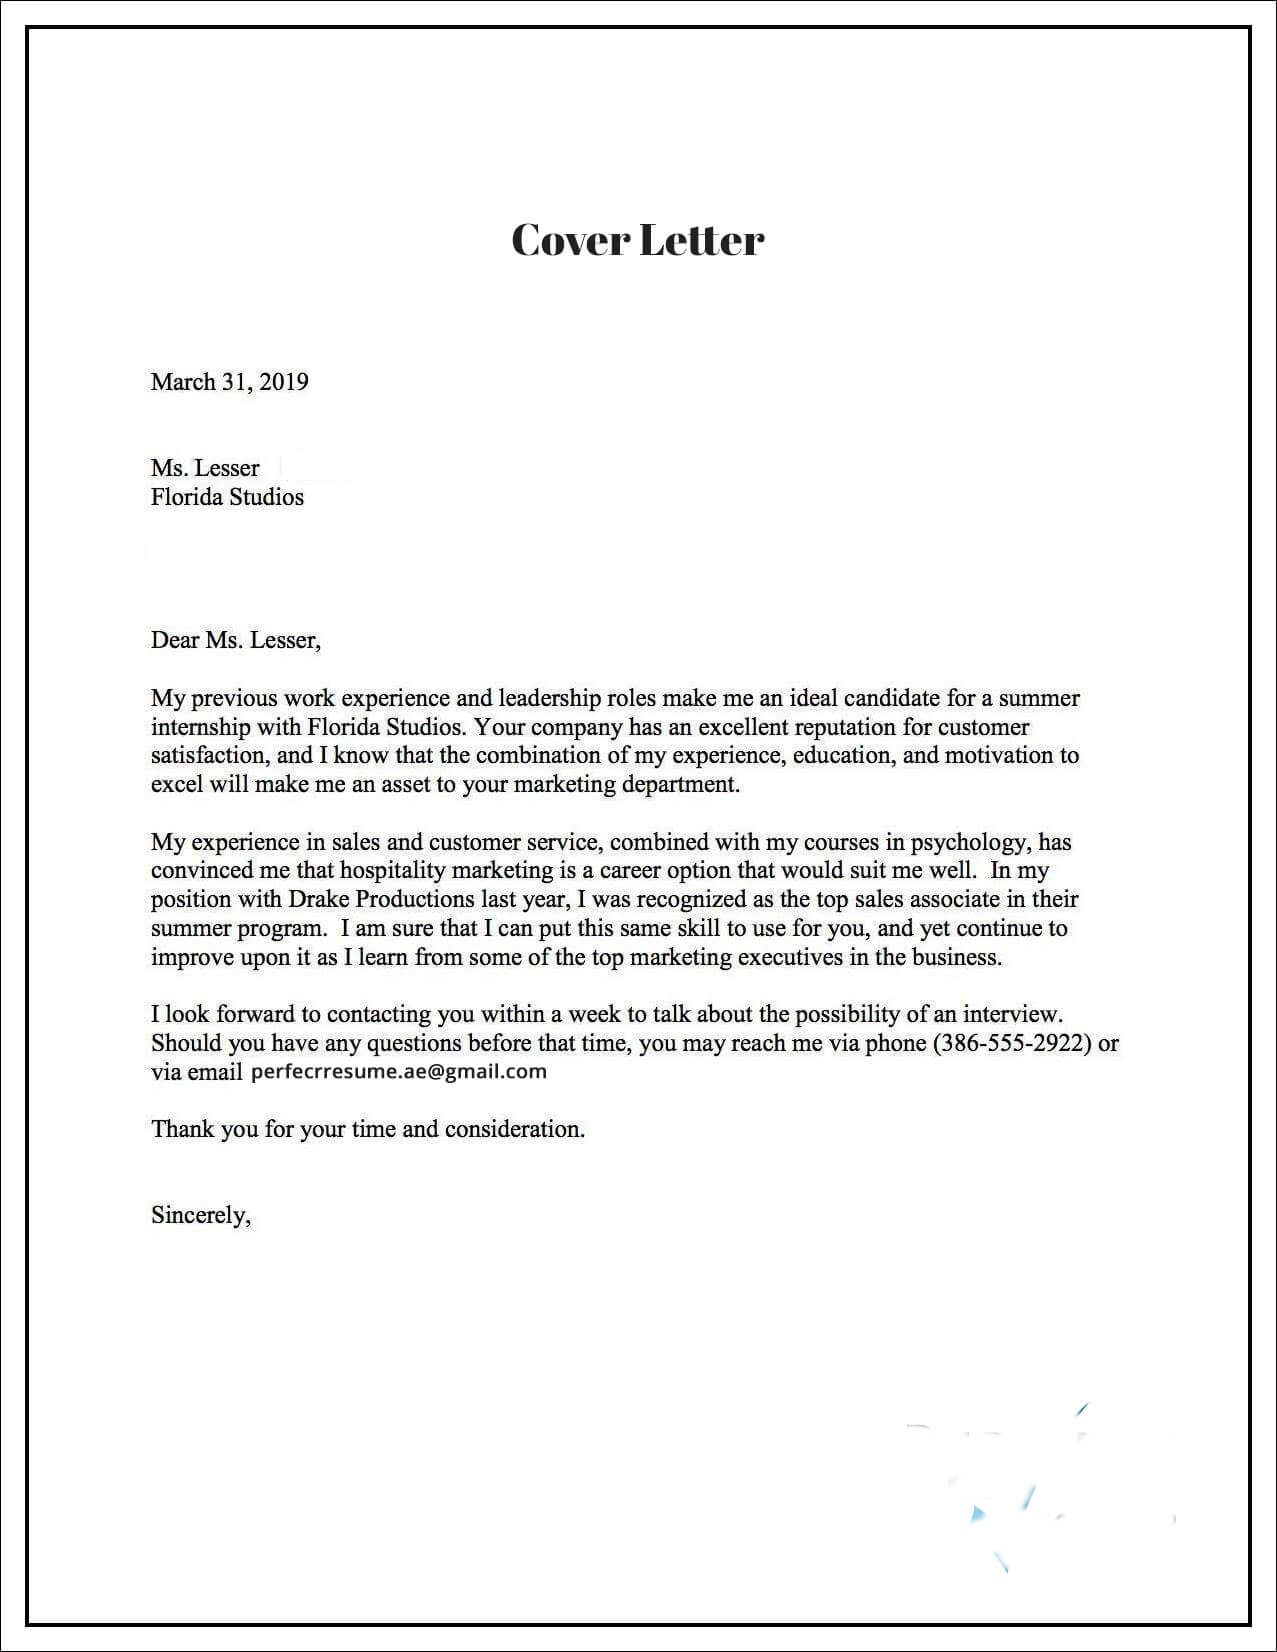 Cover Letter
March 31, 2019
Ms. Lesser
Florida Studios
Dear Ms. Lesser,
My previous work experience and leadership roles make me an ideal candidate for a summer
internship with Florida Studios. Your company has an excellent reputation for customer
satisfaction, and I know that the combination of my experience, education, and motivation to
excel will make me an asset to your marketing department.
My experience in sales and customer service, combined with my courses in psychology, has
convinced me that hospitality marketing is a career option that would suit me well.  In my
position with Drake Productions last year, I was recognized as the top sales associate in their
summer program.  I am sure that I can put this same skill to use for you, and yet continue to
improve upon it as I learn from some of the top marketing executives in the business.
I look forward to contacting you within a week to talk about the possibility of an interview.
Should you have any questions before that time, you may reach me via phone (386-555-2922) or
via email perfecrresume.ae@gmail.com
Thank you for your time and consideration.
Sincerely,